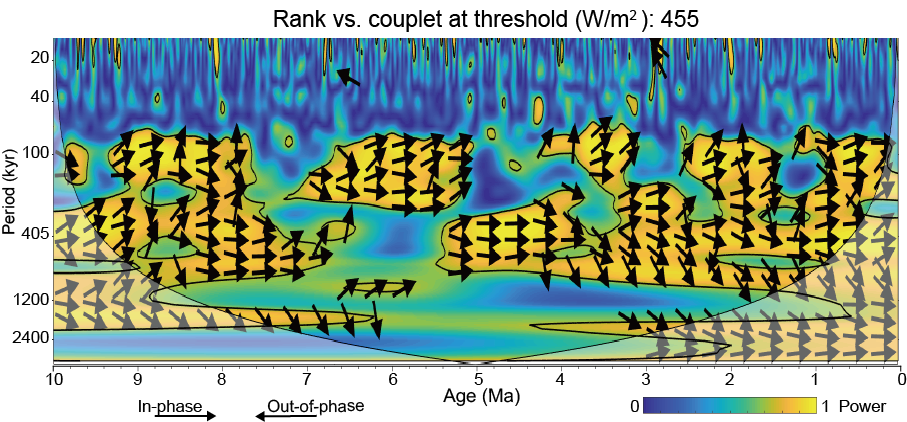 Rank vs. couplet at threshold (W/m²): 455
Period (kyr)
20
40
100
405
1200
2400
10 9 8 7 6 5 4 3 2 1 0
Age (Ma)
In-phase Out-of-phase
0 1 Power